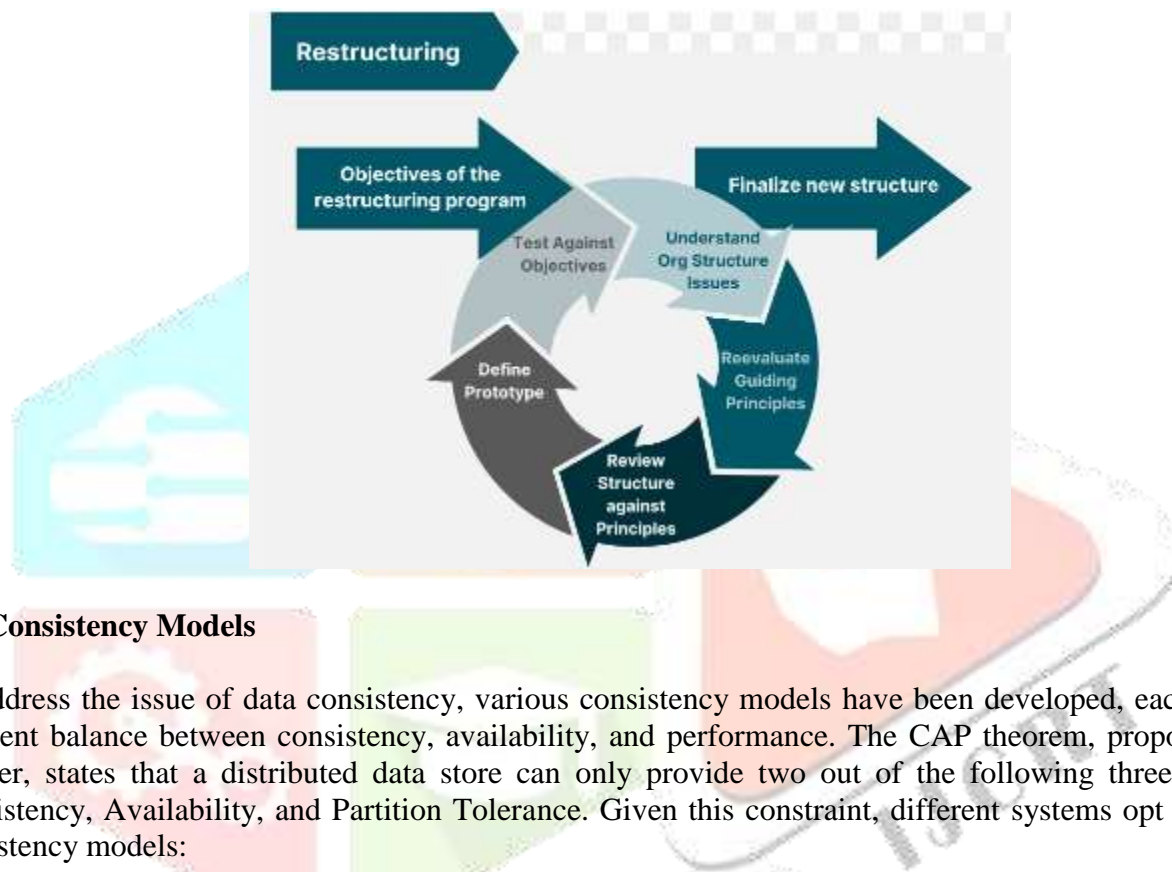 Restructuring
Objectives of the
restructuring program
Finalize new structure
Test Against
Objectives
Understand
Org Structure
issues
Reevaluate
Guiding
Principles
Define
Prototype
Review
Structure
against
Principles
Consistency Models
ddress the issue of data consistency, various consistency models have been developed, each
ent balance between consistency, availability, and performance. The CAP theorem, propo
er, states that a distributed data store can only provide two out of the following three
istency, Availability, and Partition Tolerance. Given this constraint, different systems opt
stency models:
IJCRT